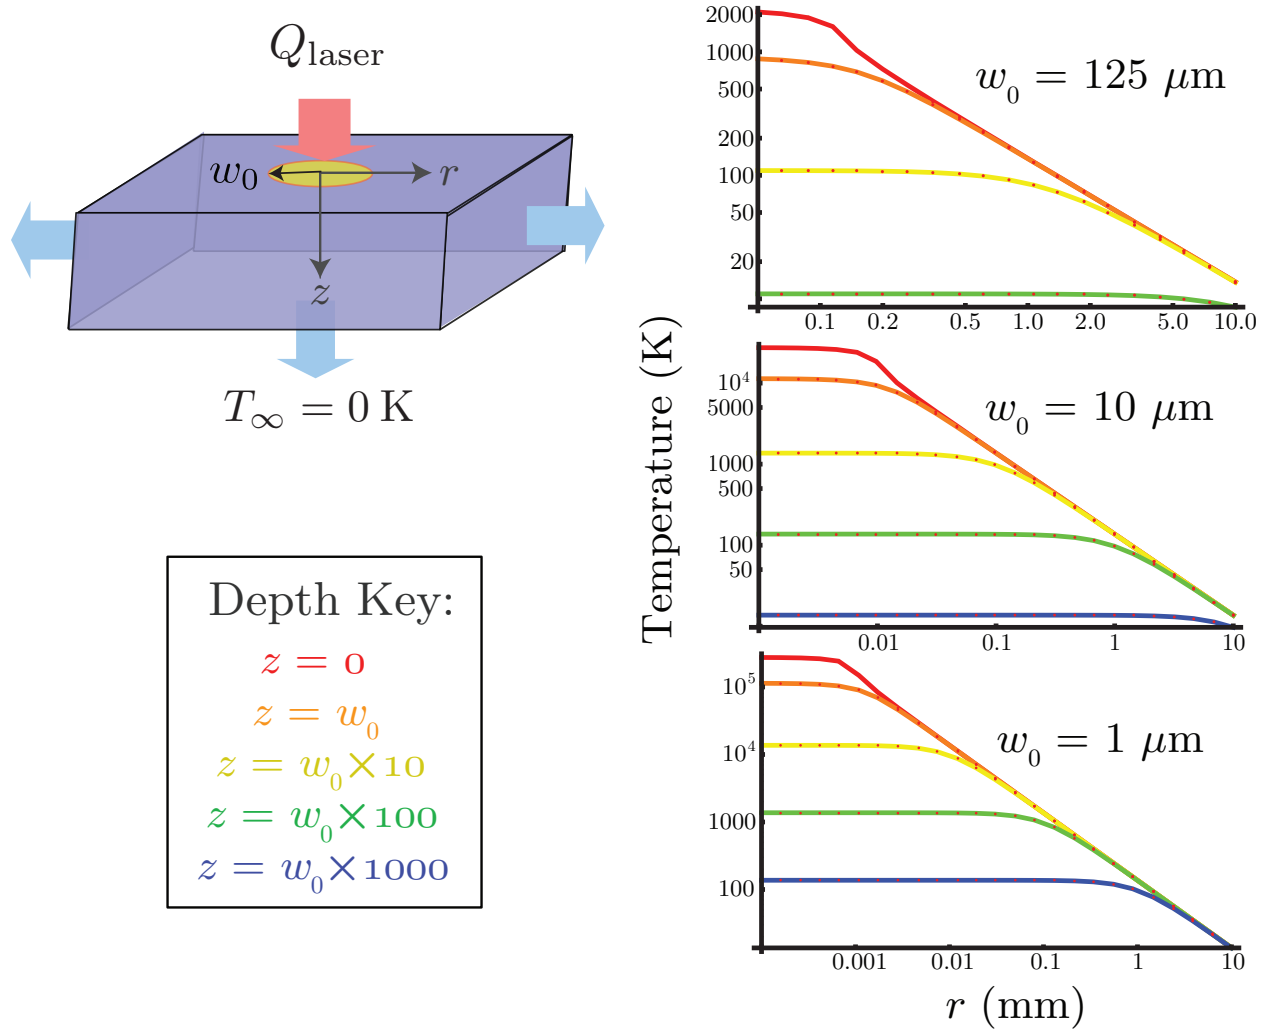 Q_laser
w_0
r
z
T_∞ = 0 K
Depth Key:
z = 0
z = w_0
z = w_0×10
z = w_0×100
z = w_0×1000
Temperature (K)
2000
1000
500
200
100
50
20
w_0 = 125 μm
0.1 0.2 0.5 1.0 2.0 5.0 10.0
10^4
5000
1000
500
100
50
w_0 = 10 μm
0.01 0.1 1 10
10^5
10^4
1000
100
w_0 = 1 μm
0.001 0.01 0.1 1 10
r (mm)